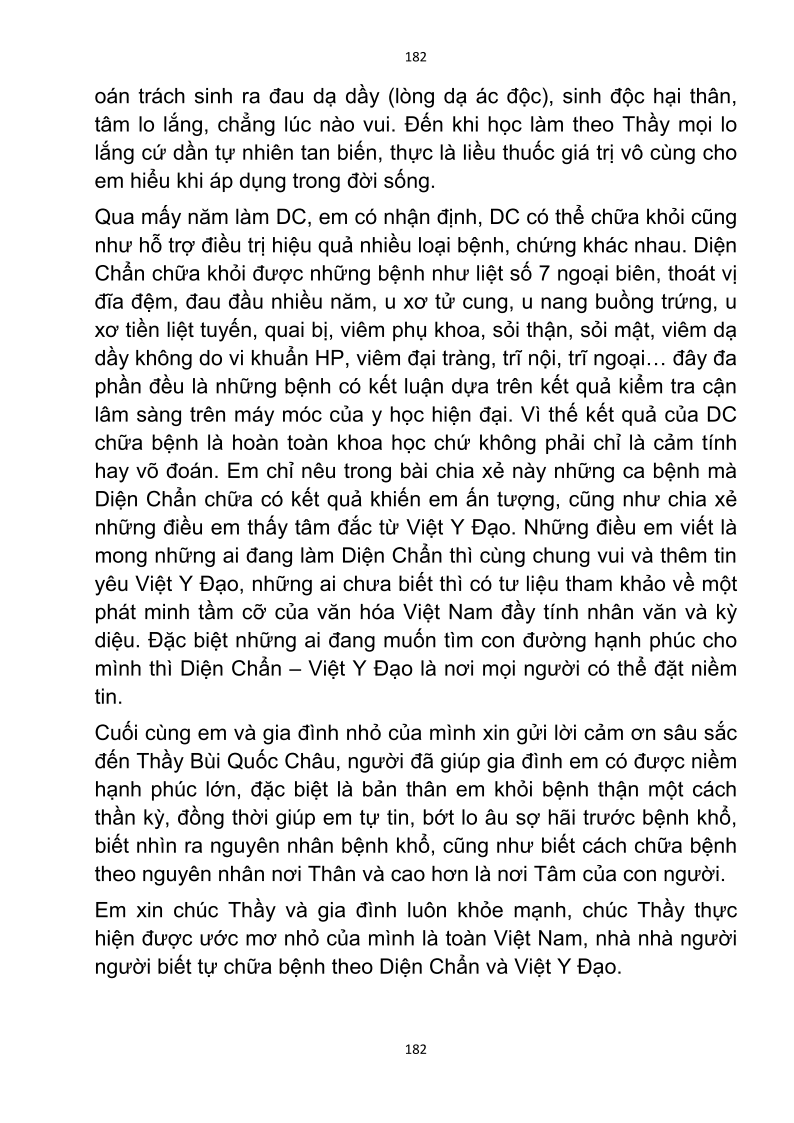 182
oán trách sinh ra đau dạ dầy (lòng dạ ác độc), sinh độc hại thân,
tâm lo lắng, chẳng lúc nào vui. Đến khi học làm theo Thầy mọi lo
lắng cứ dần tự nhiên tan biến, thực là liều thuốc giá trị vô cùng cho
em hiểu khi áp dụng trong đời sống.
Qua mấy năm làm DC, em có nhận định, DC có thể chữa khỏi cũng
như hỗ trợ điều trị hiệu quả nhiều loại bệnh, chứng khác nhau. Diện
Chẩn chữa khỏi được những bệnh như liệt số 7 ngoại biên, thoát vị
đĩa đệm, đau đầu nhiều năm, u xơ tử cung, u nang buồng trứng, u
xơ tiền liệt tuyến, quai bị, viêm phụ khoa, sỏi thận, sỏi mật, viêm dạ
dầy không do vi khuẩn HP, viêm đại tràng, trĩ nội, trĩ ngoại… đây đa
phần đều là những bệnh có kết luận dựa trên kết quả kiểm tra cận
lâm sàng trên máy móc của y học hiện đại. Vì thế kết quả của DC
chữa bệnh là hoàn toàn khoa học chứ không phải chỉ là cảm tính
hay võ đoán. Em chỉ nêu trong bài chia xẻ này những ca bệnh mà
Diện Chẩn chữa có kết quả khiến em ấn tượng, cũng như chia xẻ
những điều em thấy tâm đắc từ Việt Y Đạo. Những điều em viết là
mong những ai đang làm Diện Chẩn thì cùng chung vui và thêm tin
yêu Việt Y Đạo, những ai chưa biết thì có tư liệu tham khảo về một
phát minh tầm cỡ của văn hóa Việt Nam đầy tính nhân văn và kỳ
diệu. Đặc biệt những ai đang muốn tìm con đường hạnh phúc cho
mình thì Diện Chẩn – Việt Y Đạo là nơi mọi người có thể đặt niềm
tin.
Cuối cùng em và gia đình nhỏ của mình xin gửi lời cảm ơn sâu sắc
đến Thầy Bùi Quốc Châu, người đã giúp gia đình em có được niềm
hạnh phúc lớn, đặc biệt là bản thân em khỏi bệnh thận một cách
thần kỳ, đồng thời giúp em tự tin, bớt lo âu sợ hãi trước bệnh khổ,
biết nhìn ra nguyên nhân bệnh khổ, cũng như biết cách chữa bệnh
theo nguyên nhân nơi Thân và cao hơn là nơi Tâm của con người.
Em xin chúc Thầy và gia đình luôn khỏe mạnh, chúc Thầy thực
hiện được ước mơ nhỏ của mình là toàn Việt Nam, nhà nhà người
người biết tự chữa bệnh theo Diện Chẩn và Việt Y Đạo.
182